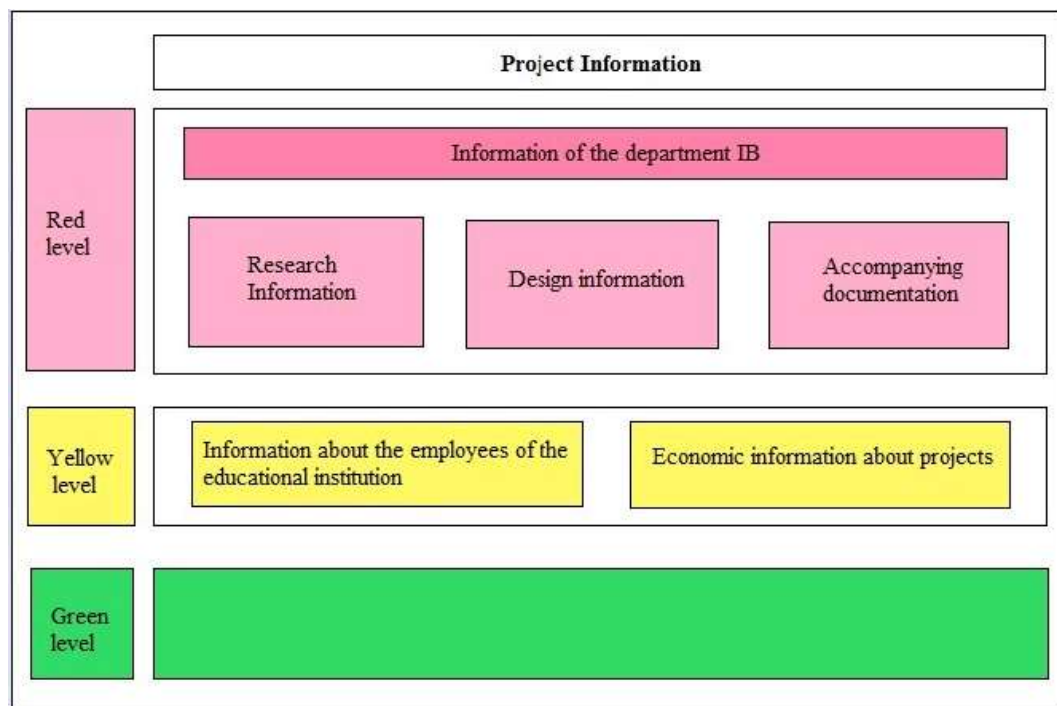 Project Information
Red
level
Information of the department IB
Research
Information
Design information
Accompanying
documentation
Yellow
level
Information about the employees of the
educational institution
Economic information about projects
Green
level